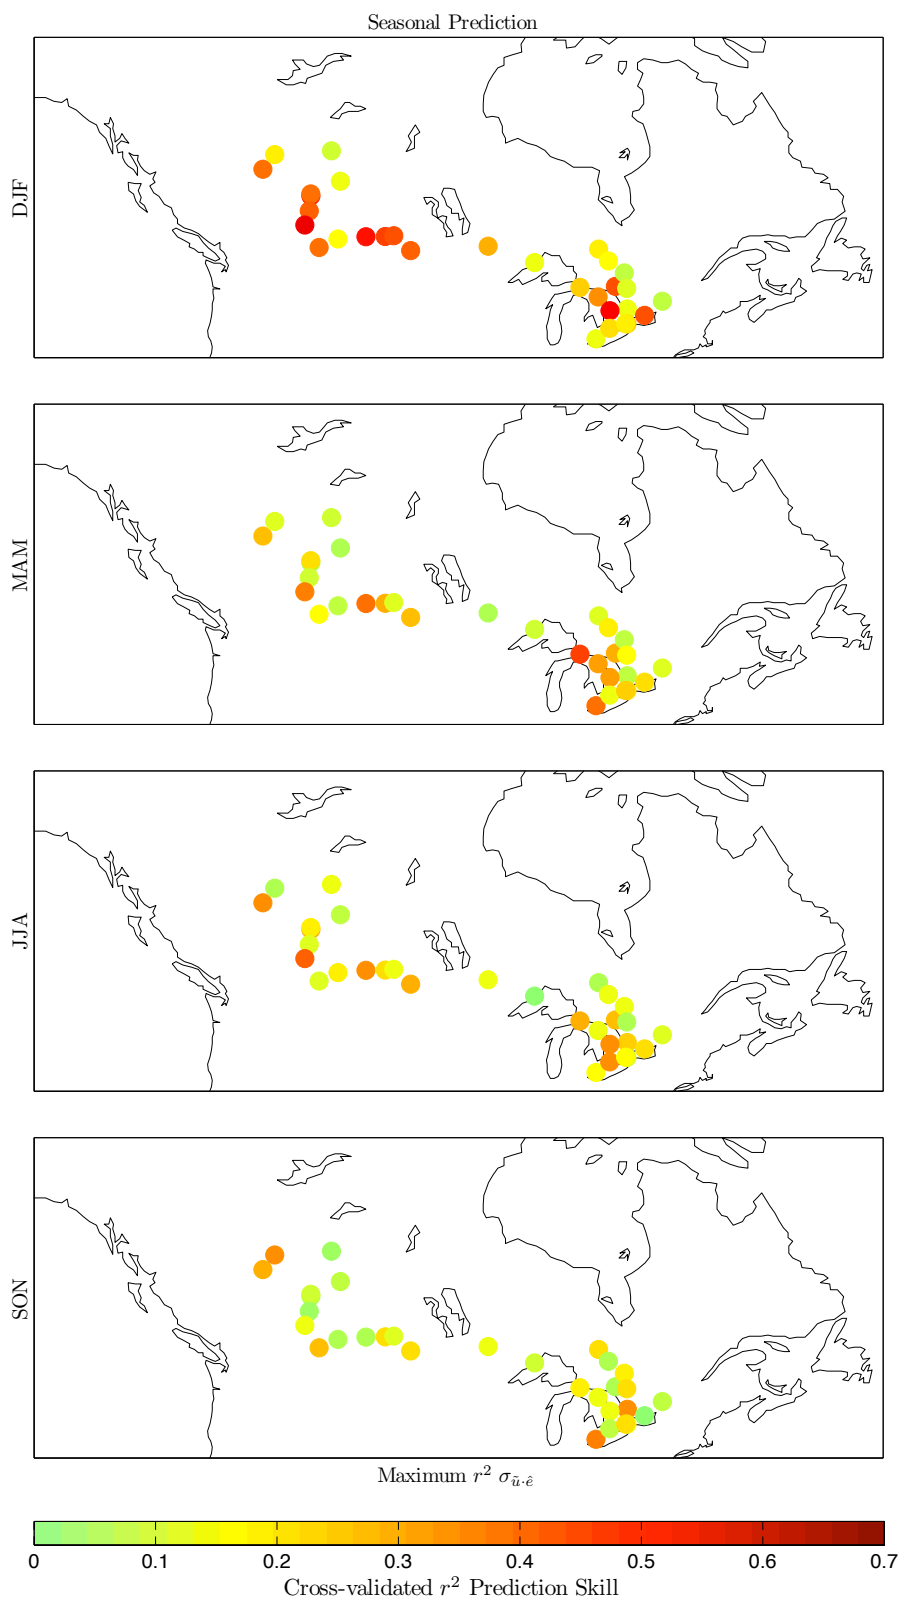 Seasonal Prediction
DJF
MAM
JJA
SON
Maximum r² σ_{ũ·ê}
0 0.1 0.2 0.3 0.4 0.5 0.6 0.7
Cross-validated r² Prediction Skill